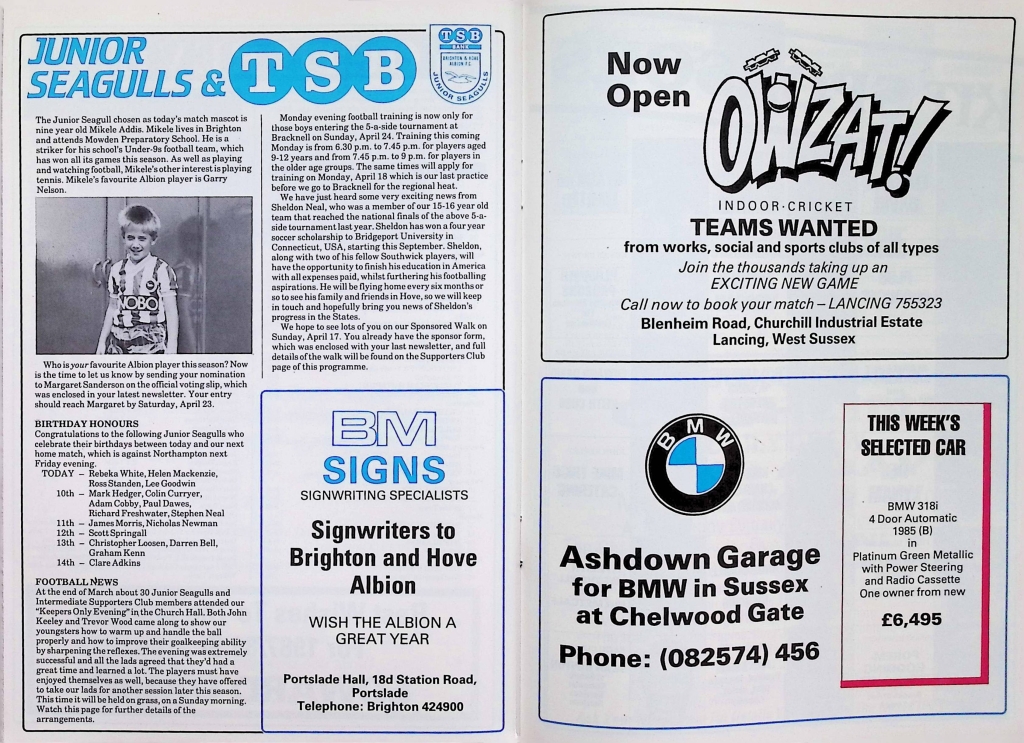 JUNIOR
SEAGULLS & TSB
TSB
BANK
BRIGHTON & HOVE
ALBION F.C.
JUNIOR SEAGULLS
The Junior Seagull chosen as today's match mascot is
nine year old Mikele Addis. Mikele lives in Brighton
and attends Mowden Preparatory School. He is a
striker for his school's Under-9s football team, which
has won all its games this season. As well as playing
and watching football, Mikele's other interest is playing
tennis. Mikele's favourite Albion player is Garry
Nelson.
NOBO
Who is your favourite Albion player this season? Now
is the time to let us know by sending your nomination
to Margaret Sanderson on the official voting slip, which
was enclosed in your latest newsletter. Your entry
should reach Margaret by Saturday, April 23.
BIRTHDAY HONOURS
Congratulations to the following Junior Seagulls who
celebrate their birthdays between today and our next
home match, which is against Northampton next
Friday evening.
TODAY – Rebeka White, Helen Mackenzie,
Ross Standen, Lee Goodwin
10th – Mark Hedger, Colin Curryer,
Adam Cobby, Paul Dawes,
Richard Freshwater, Stephen Neal
11th – James Morris, Nicholas Newman
12th – Scott Springall
13th – Christopher Loosen, Darren Bell,
Graham Kenn
14th – Clare Adkins
FOOTBALL NEWS
At the end of March about 30 Junior Seagulls and
Intermediate Supporters Club members attended our
"Keepers Only Evening" in the Church Hall. Both John
Keeley and Trevor Wood came along to show our
youngsters how to warm up and handle the ball
properly and how to improve their goalkeeping ability
by sharpening the reflexes. The evening was extremely
successful and all the lads agreed that they'd had a
great time and learned a lot. The players must have
enjoyed themselves as well, because they have offered
to take our lads for another session later this season.
This time it will be held on grass, on a Sunday morning.
Watch this page for further details of the
arrangements.
Monday evening football training is now only for
those boys entering the 5-a-side tournament at
Bracknell on Sunday, April 24. Training this coming
Monday is from 6.30 p.m. to 7.45 p.m. for players aged
9-12 years and from 7.45 p.m. to 9 p.m. for players in
the older age groups. The same times will apply for
training on Monday, April 18 which is our last practice
before we go to Bracknell for the regional heat.
We have just heard some very exciting news from
Sheldon Neal, who was a member of our 15-16 year old
team that reached the national finals of the above 5-a-
side tournament last year. Sheldon has won a four year
soccer scholarship to Bridgeport University in
Connecticut, USA, starting this September. Sheldon,
along with two of his fellow Southwick players, will
have the opportunity to finish his education in America
with all expenses paid, whilst furthering his footballing
aspirations. He will be flying home every six months or
so to see his family and friends in Hove, so we will keep
in touch and hopefully bring you news of Sheldon's
progress in the States.
We hope to see lots of you on our Sponsored Walk on
Sunday, April 17. You already have the sponsor form,
which was enclosed with your last newsletter, and full
details of the walk will be found on the Supporters Club
page of this programme.
BM
SIGNS
SIGNWRITING SPECIALISTS
Signwriters to
Brighton and Hove
Albion
WISH THE ALBION A
GREAT YEAR
Portslade Hall, 18d Station Road,
Portslade
Telephone: Brighton 424900
Now
Open
OWZAT!
INDOOR·CRICKET
TEAMS WANTED
from works, social and sports clubs of all types
Join the thousands taking up an
EXCITING NEW GAME
Call now to book your match – LANCING 755323
Blenheim Road, Churchill Industrial Estate
Lancing, West Sussex
BMW
Ashdown Garage
for BMW in Sussex
at Chelwood Gate
Phone: (082574) 456
THIS WEEK'S
SELECTED CAR
BMW 318i
4 Door Automatic
1985 (B)
in
Platinum Green Metallic
with Power Steering
and Radio Cassette
One owner from new
£6,495